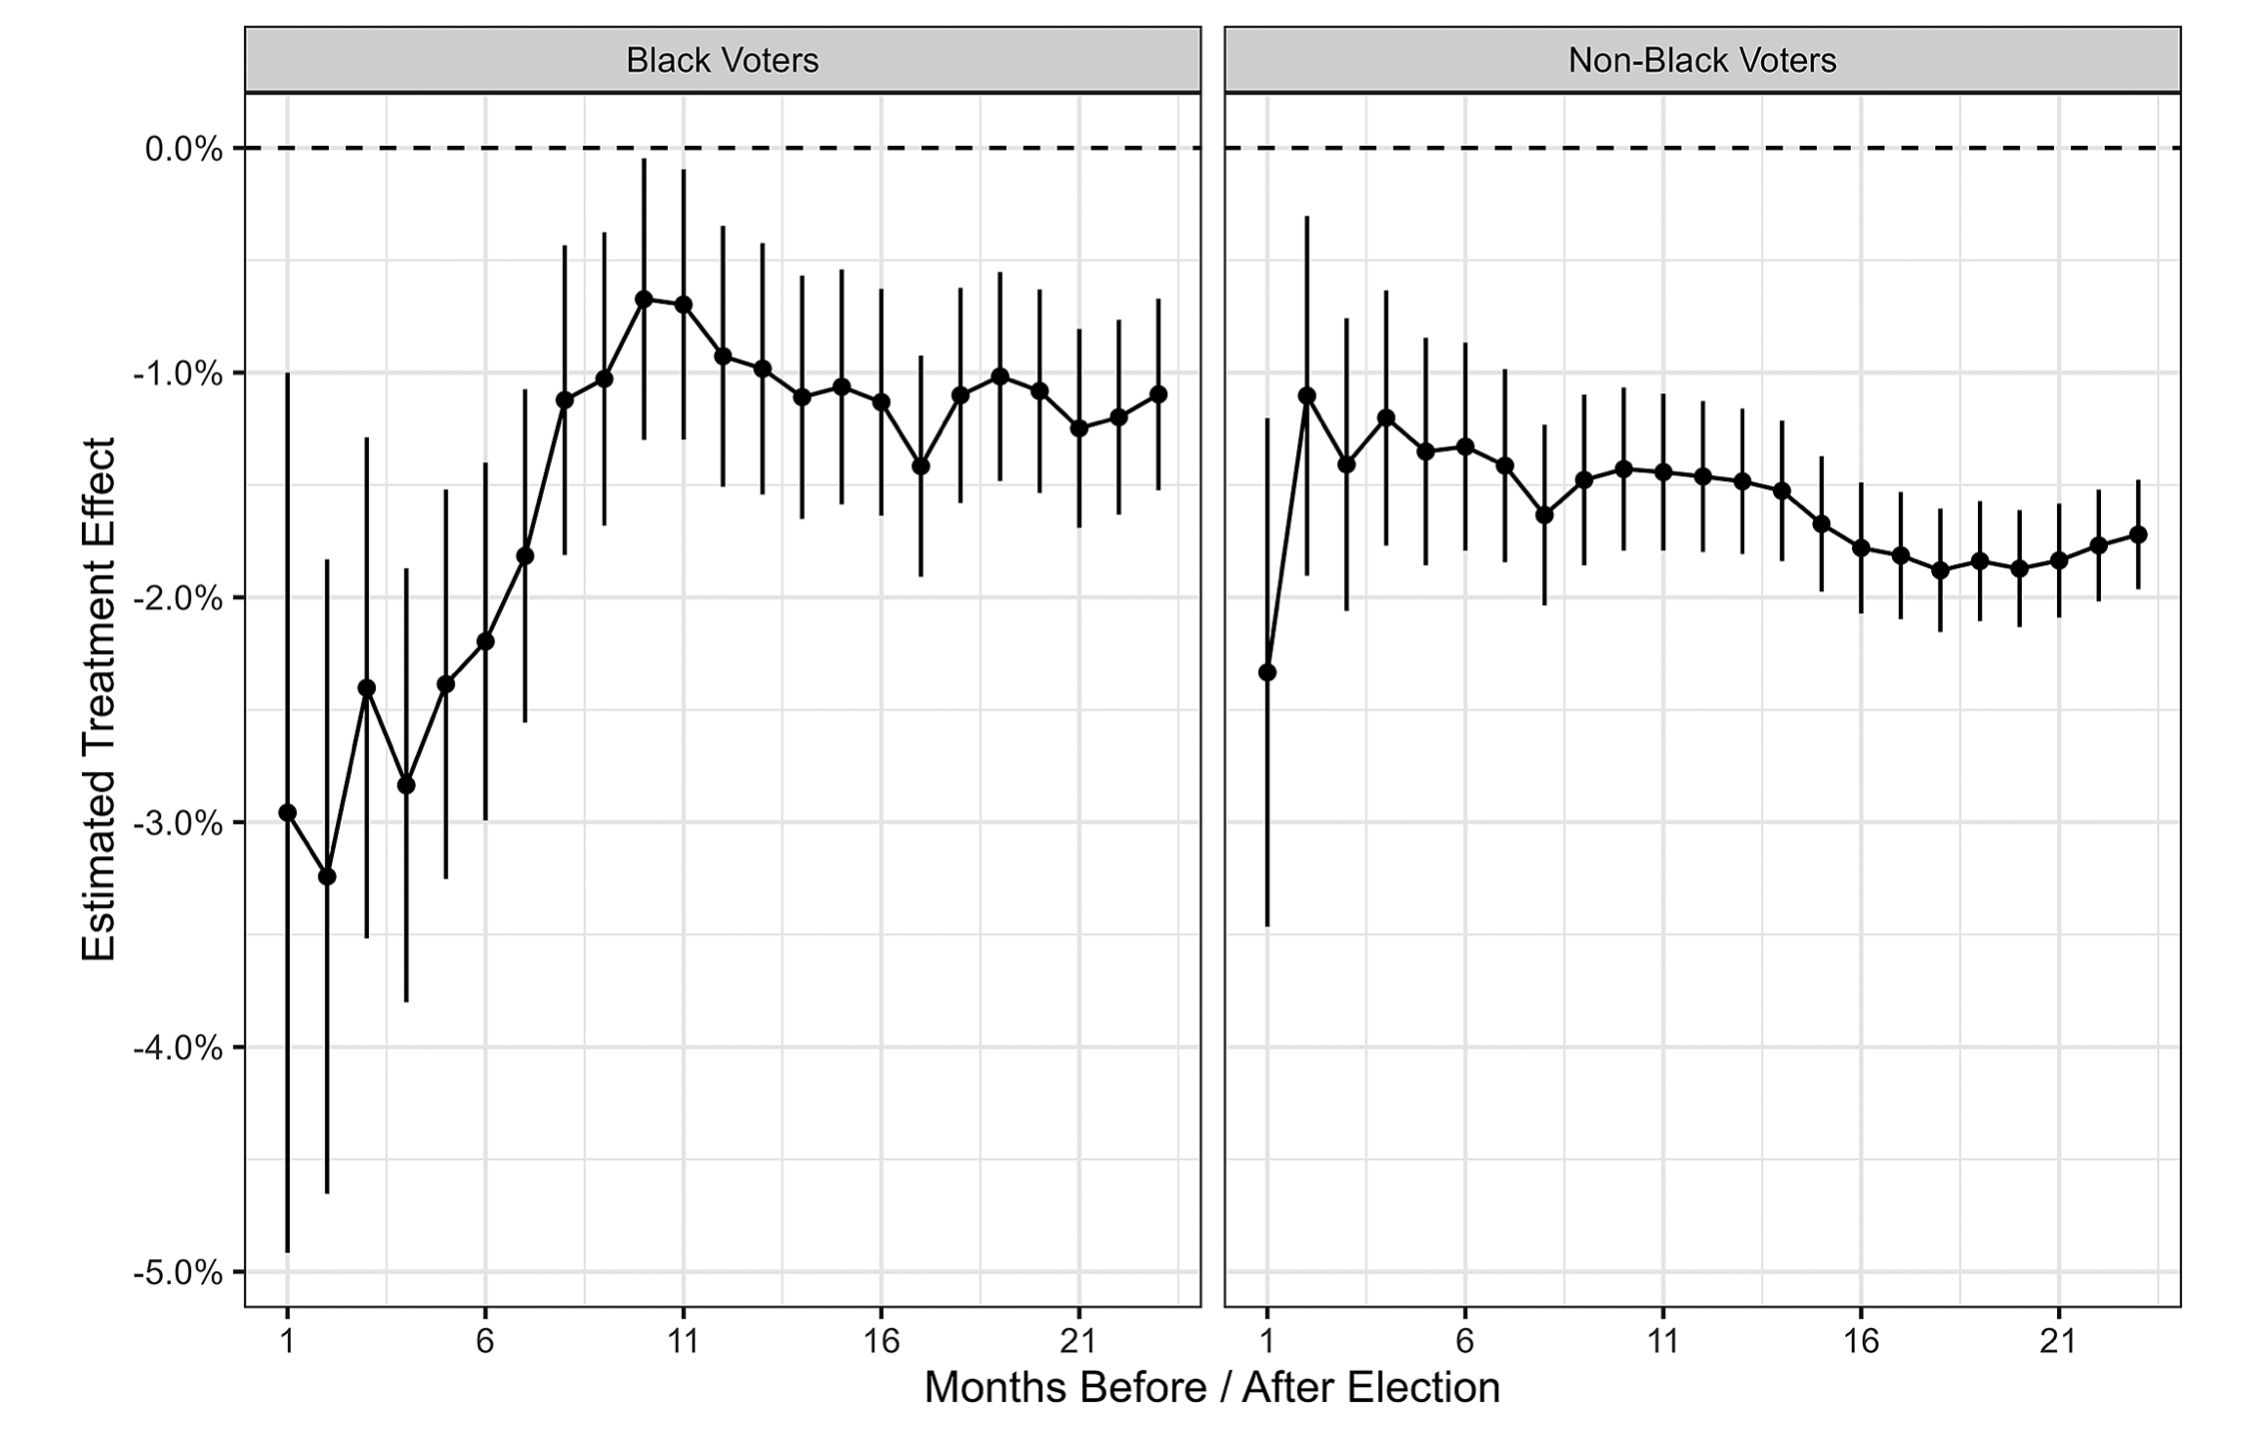 Black Voters
Non-Black Voters
Estimated Treatment Effect
0.0%
-1.0%
-2.0%
-3.0%
-4.0%
-5.0%
1 6 11 16 21
1 6 11 16 21
Months Before / After Election